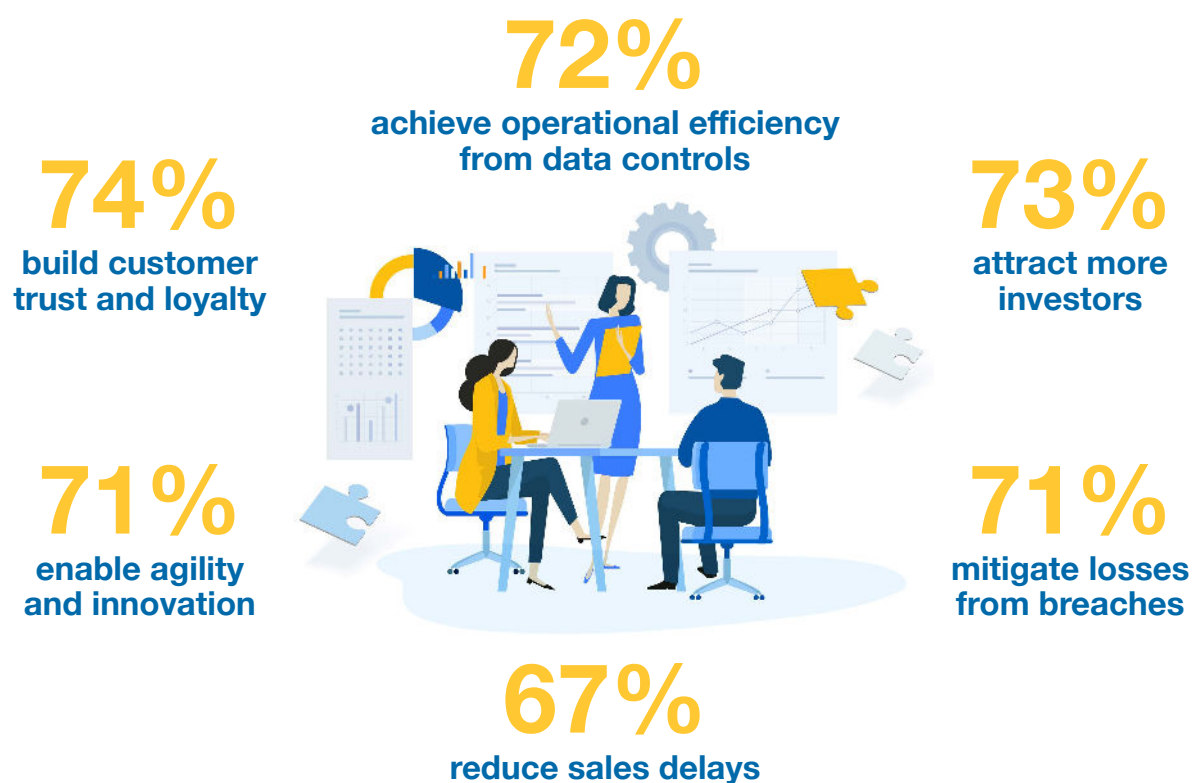 72%
achieve operational efficiency
from data controls
74%
build customer
trust and loyalty
73%
attract more
investors
71%
enable agility
and innovation
71%
mitigate losses
from breaches
67%
reduce sales delays